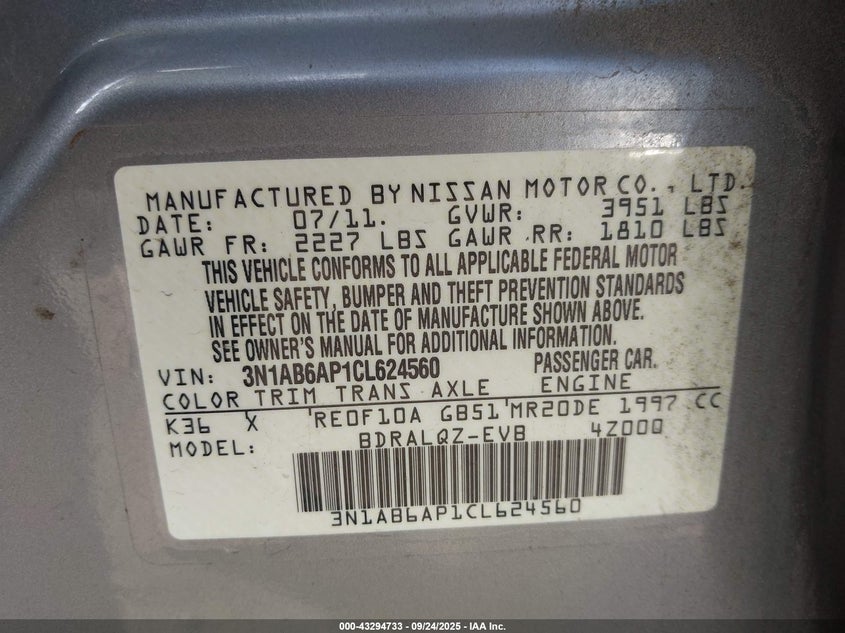 MANUFACTURED BY NISSAN MOTOR CO., LTD.
DATE: 07/11. GVWR: 3951 LBS
GAWR FR: 2227 LBS GAWR RR: 1810 LBS
THIS VEHICLE CONFORMS TO ALL APPLICABLE FEDERAL MOTOR
VEHICLE SAFETY, BUMPER AND THEFT PREVENTION STANDARDS
IN EFFECT ON THE DATE OF MANUFACTURE SHOWN ABOVE.
SEE OWNER'S MANUAL FOR ADDITIONAL INFORMATION.
VIN: 3N1AB6AP1CL624560 PASSENGER CAR.
COLOR TRIM TRANS AXLE ENGINE
K36 X 'RE0F10A GB51'MR20DE 1997 CC
MODEL: BDRALQZ-EVB 4Z000
3N1AB6AP1CL624560
000-43294733 - 09/24/2025 - IAA Inc.